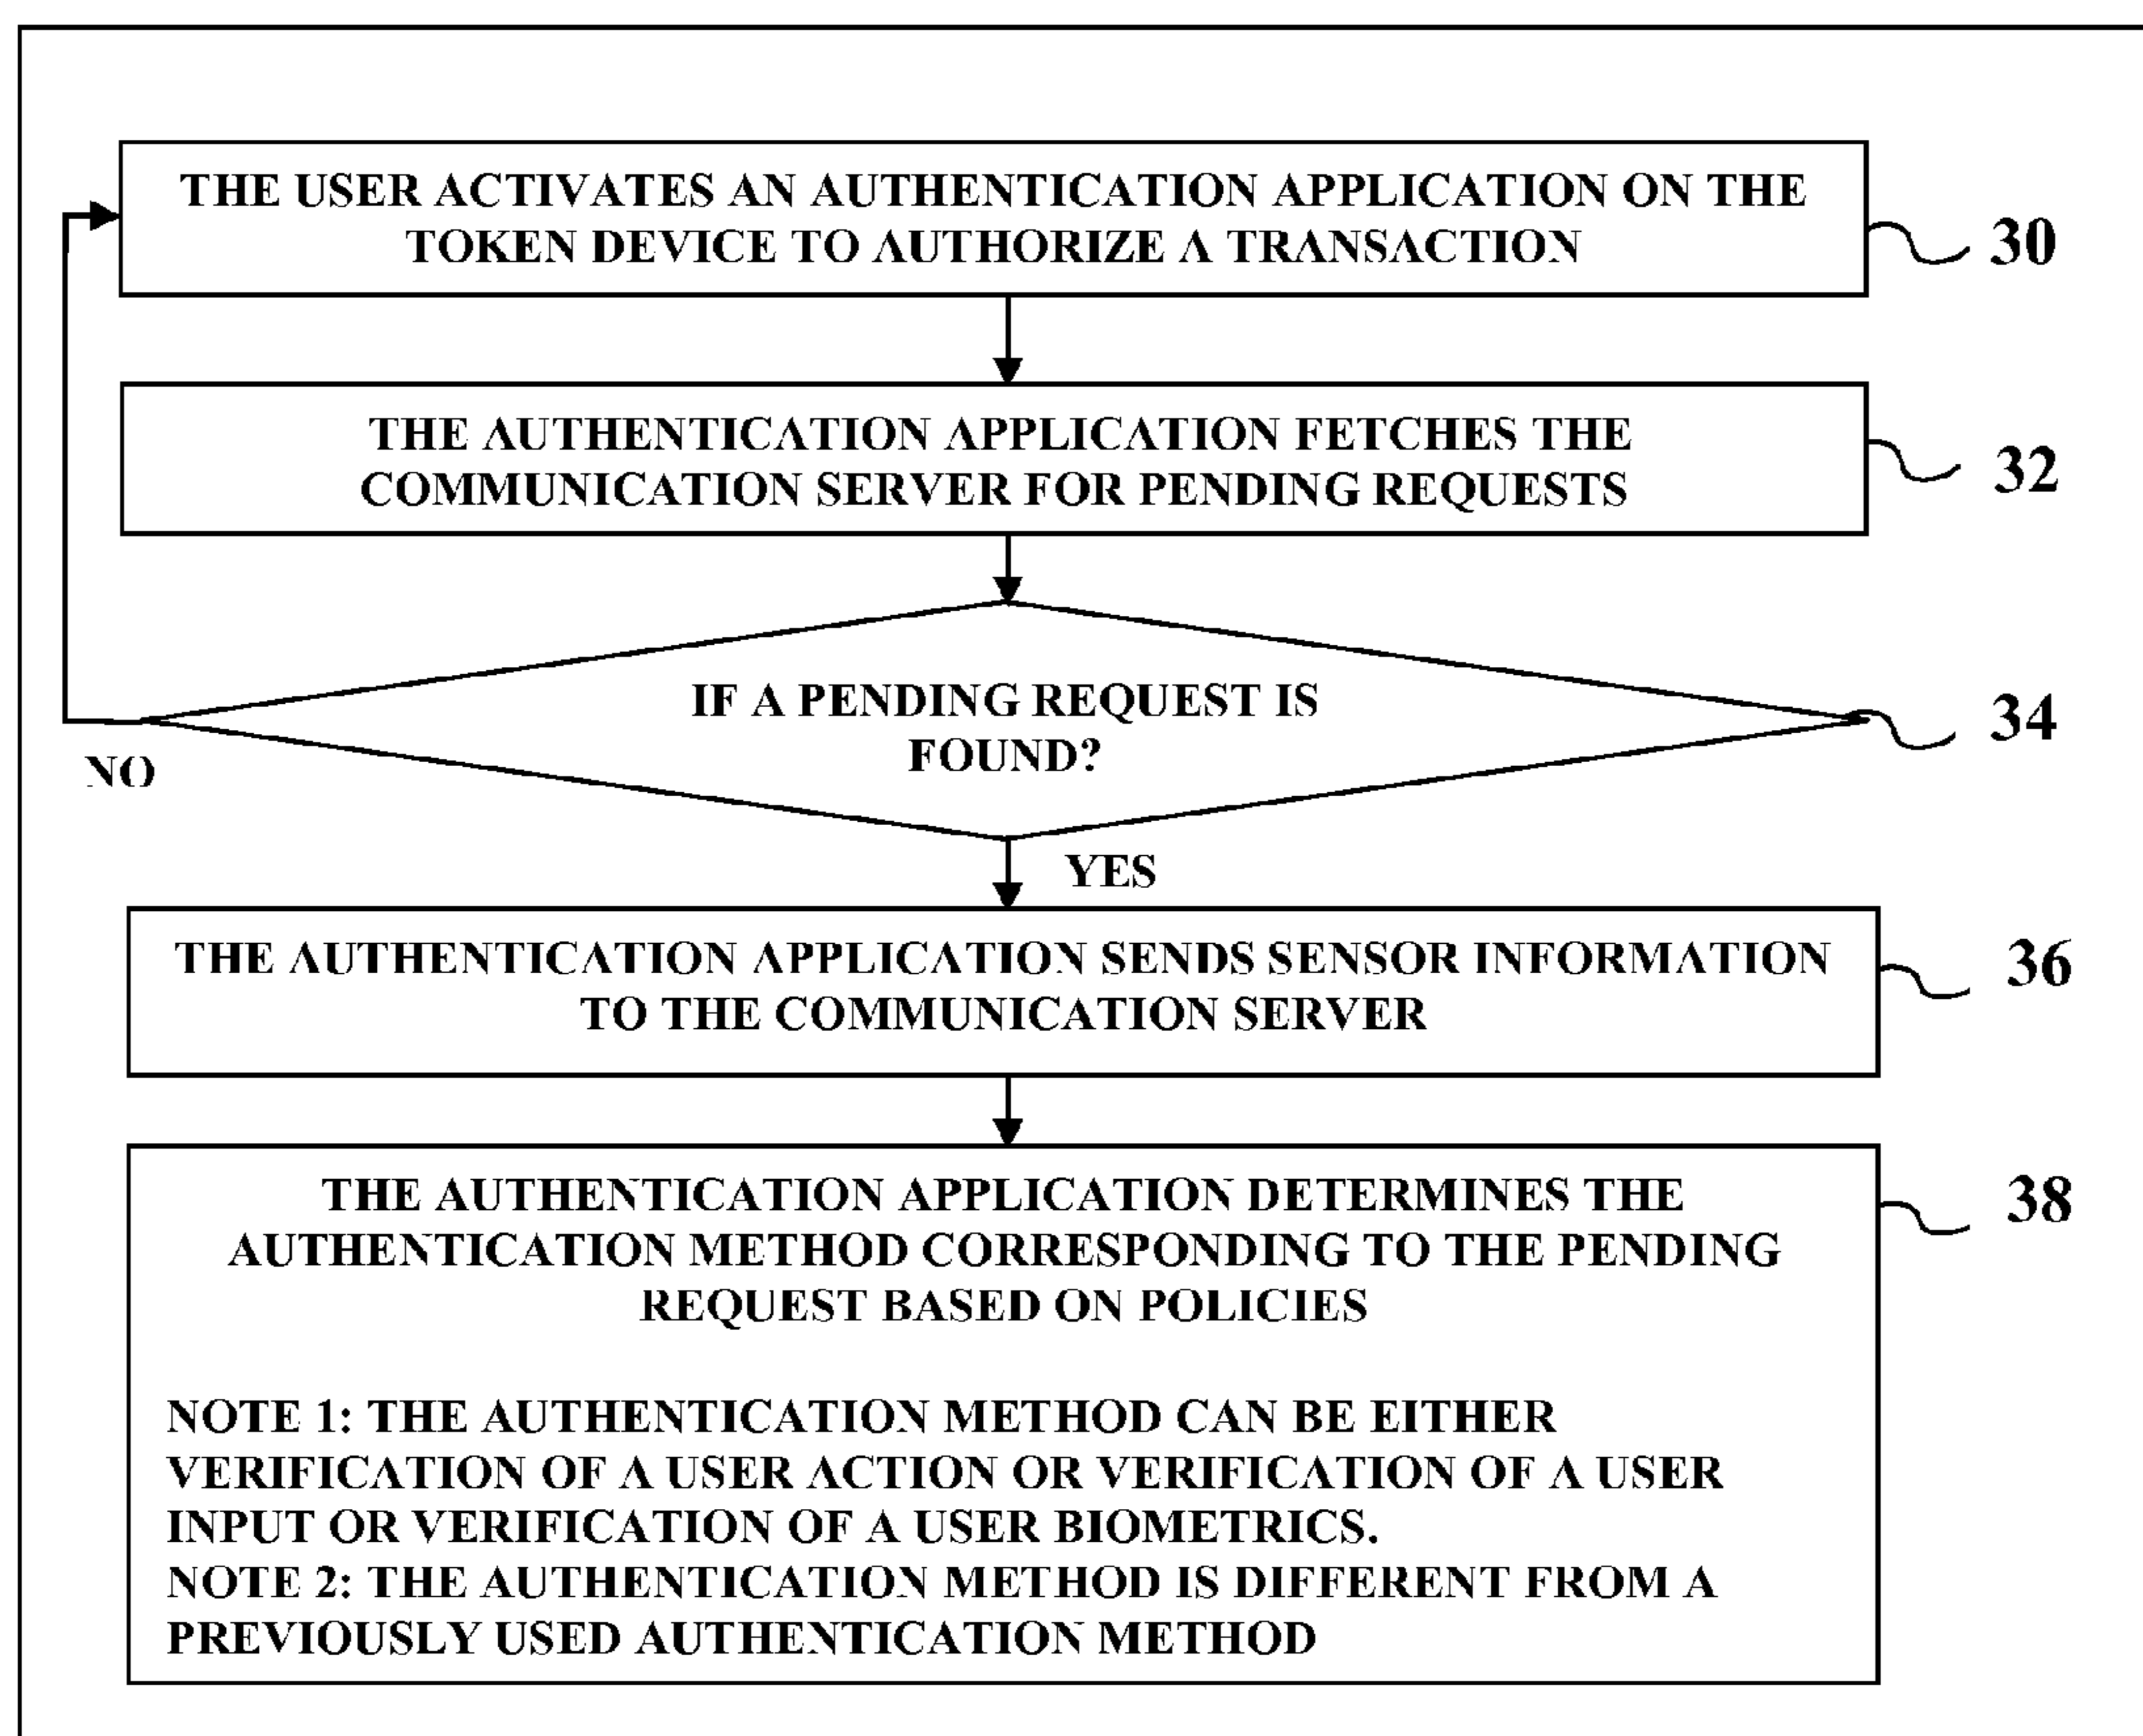 THE USER ACTIVATES AN AUTHENTICATION APPLICATION ON THE
TOKEN DEVICE TO AUTHORIZE A TRANSACTION
30
THE AUTHENTICATION APPLICATION FETCHES THE
COMMUNICATION SERVER FOR PENDING REQUESTS
32
IF A PENDING REQUEST IS
FOUND?
34
NO
YES
THE AUTHENTICATION APPLICATION SENDS SENSOR INFORMATION
TO THE COMMUNICATION SERVER
36
THE AUTHENTICATION APPLICATION DETERMINES THE
AUTHENTICATION METHOD CORRESPONDING TO THE PENDING
REQUEST BASED ON POLICIES
38
NOTE 1: THE AUTHENTICATION METHOD CAN BE EITHER
VERIFICATION OF A USER ACTION OR VERIFICATION OF A USER
INPUT OR VERIFICATION OF A USER BIOMETRICS.
NOTE 2: THE AUTHENTICATION METHOD IS DIFFERENT FROM A
PREVIOUSLY USED AUTHENTICATION METHOD